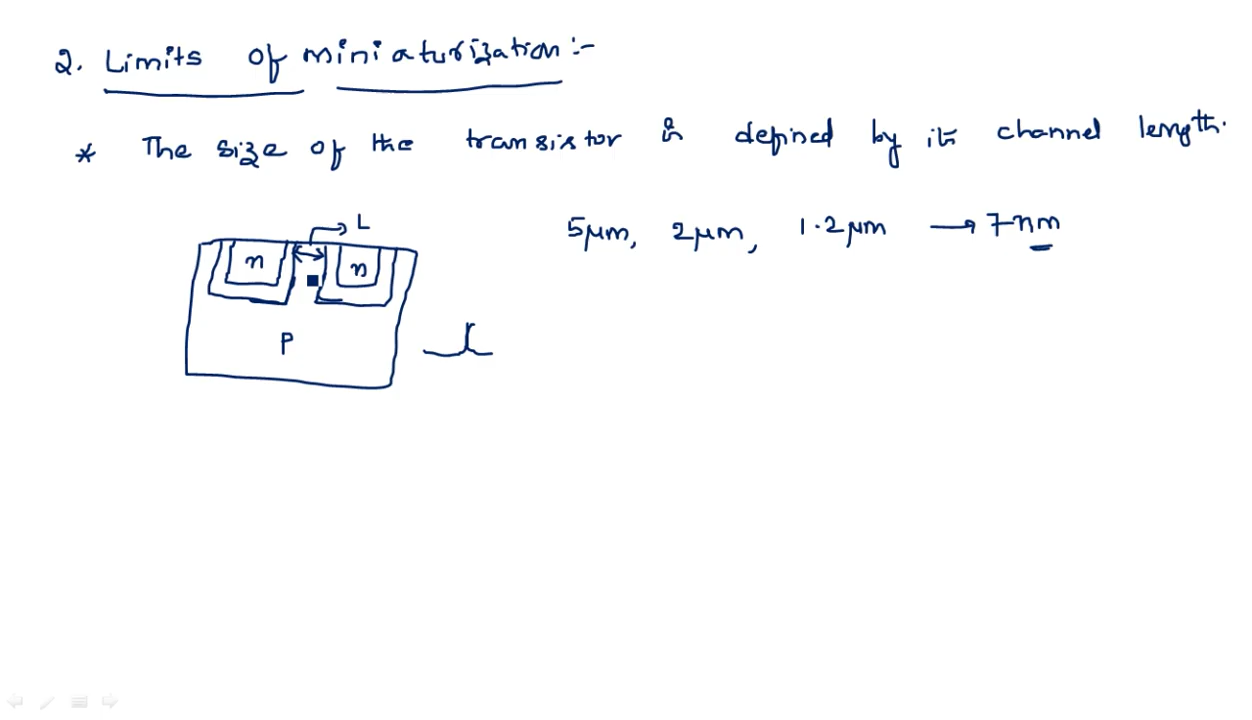 2. Limits of miniaturization :-
* The size of the transistor is defined by its channel length.
L
5μm, 2μm, 1.2μm → 7nm
n n
P